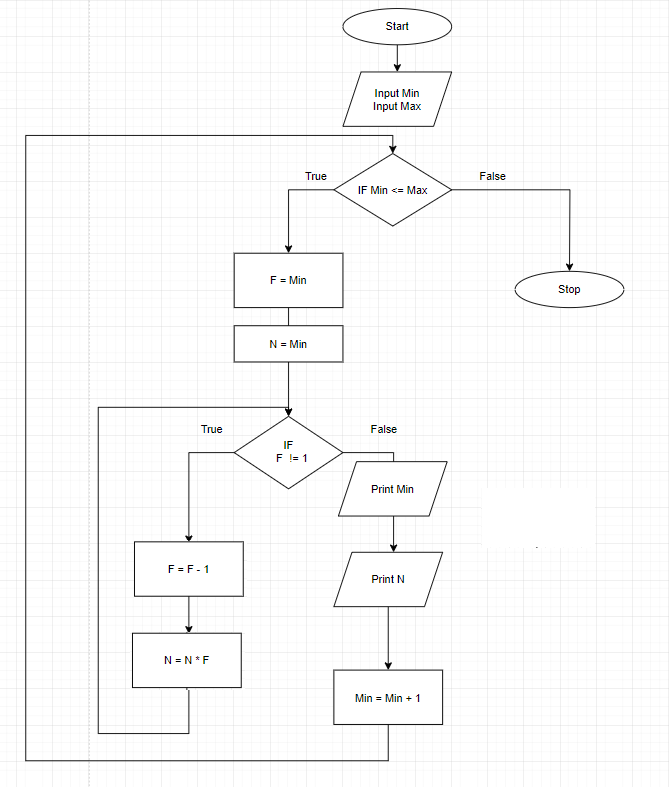 Start
Input Min
Input Max
True
False
IF Min <= Max
F = Min
Stop
N = Min
True
False
IF
F != 1
Print Min
F = F - 1
Print N
N = N * F
Min = Min + 1